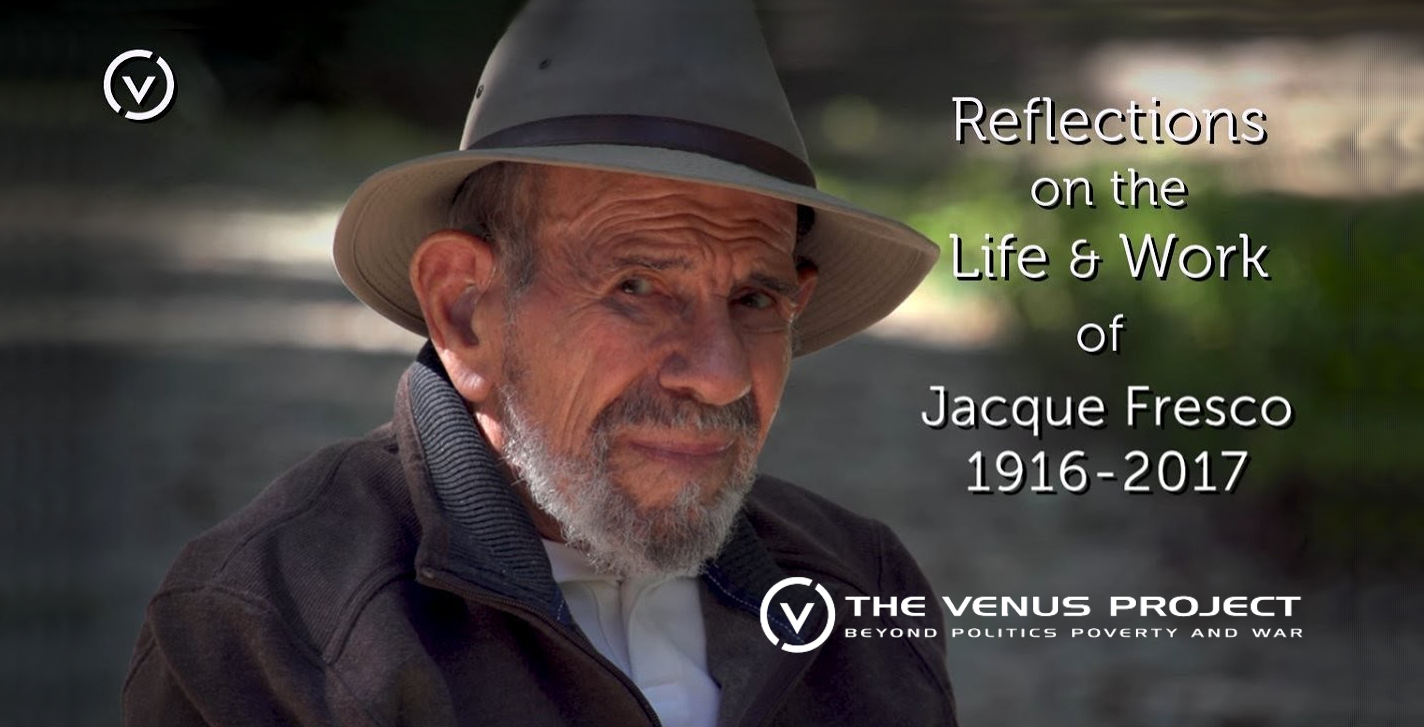 V
Reflections
on the
Life & Work
of
Jacque Fresco
1916-2017
V THE VENUS PROJECT
BEYOND POLITICS POVERTY AND WAR